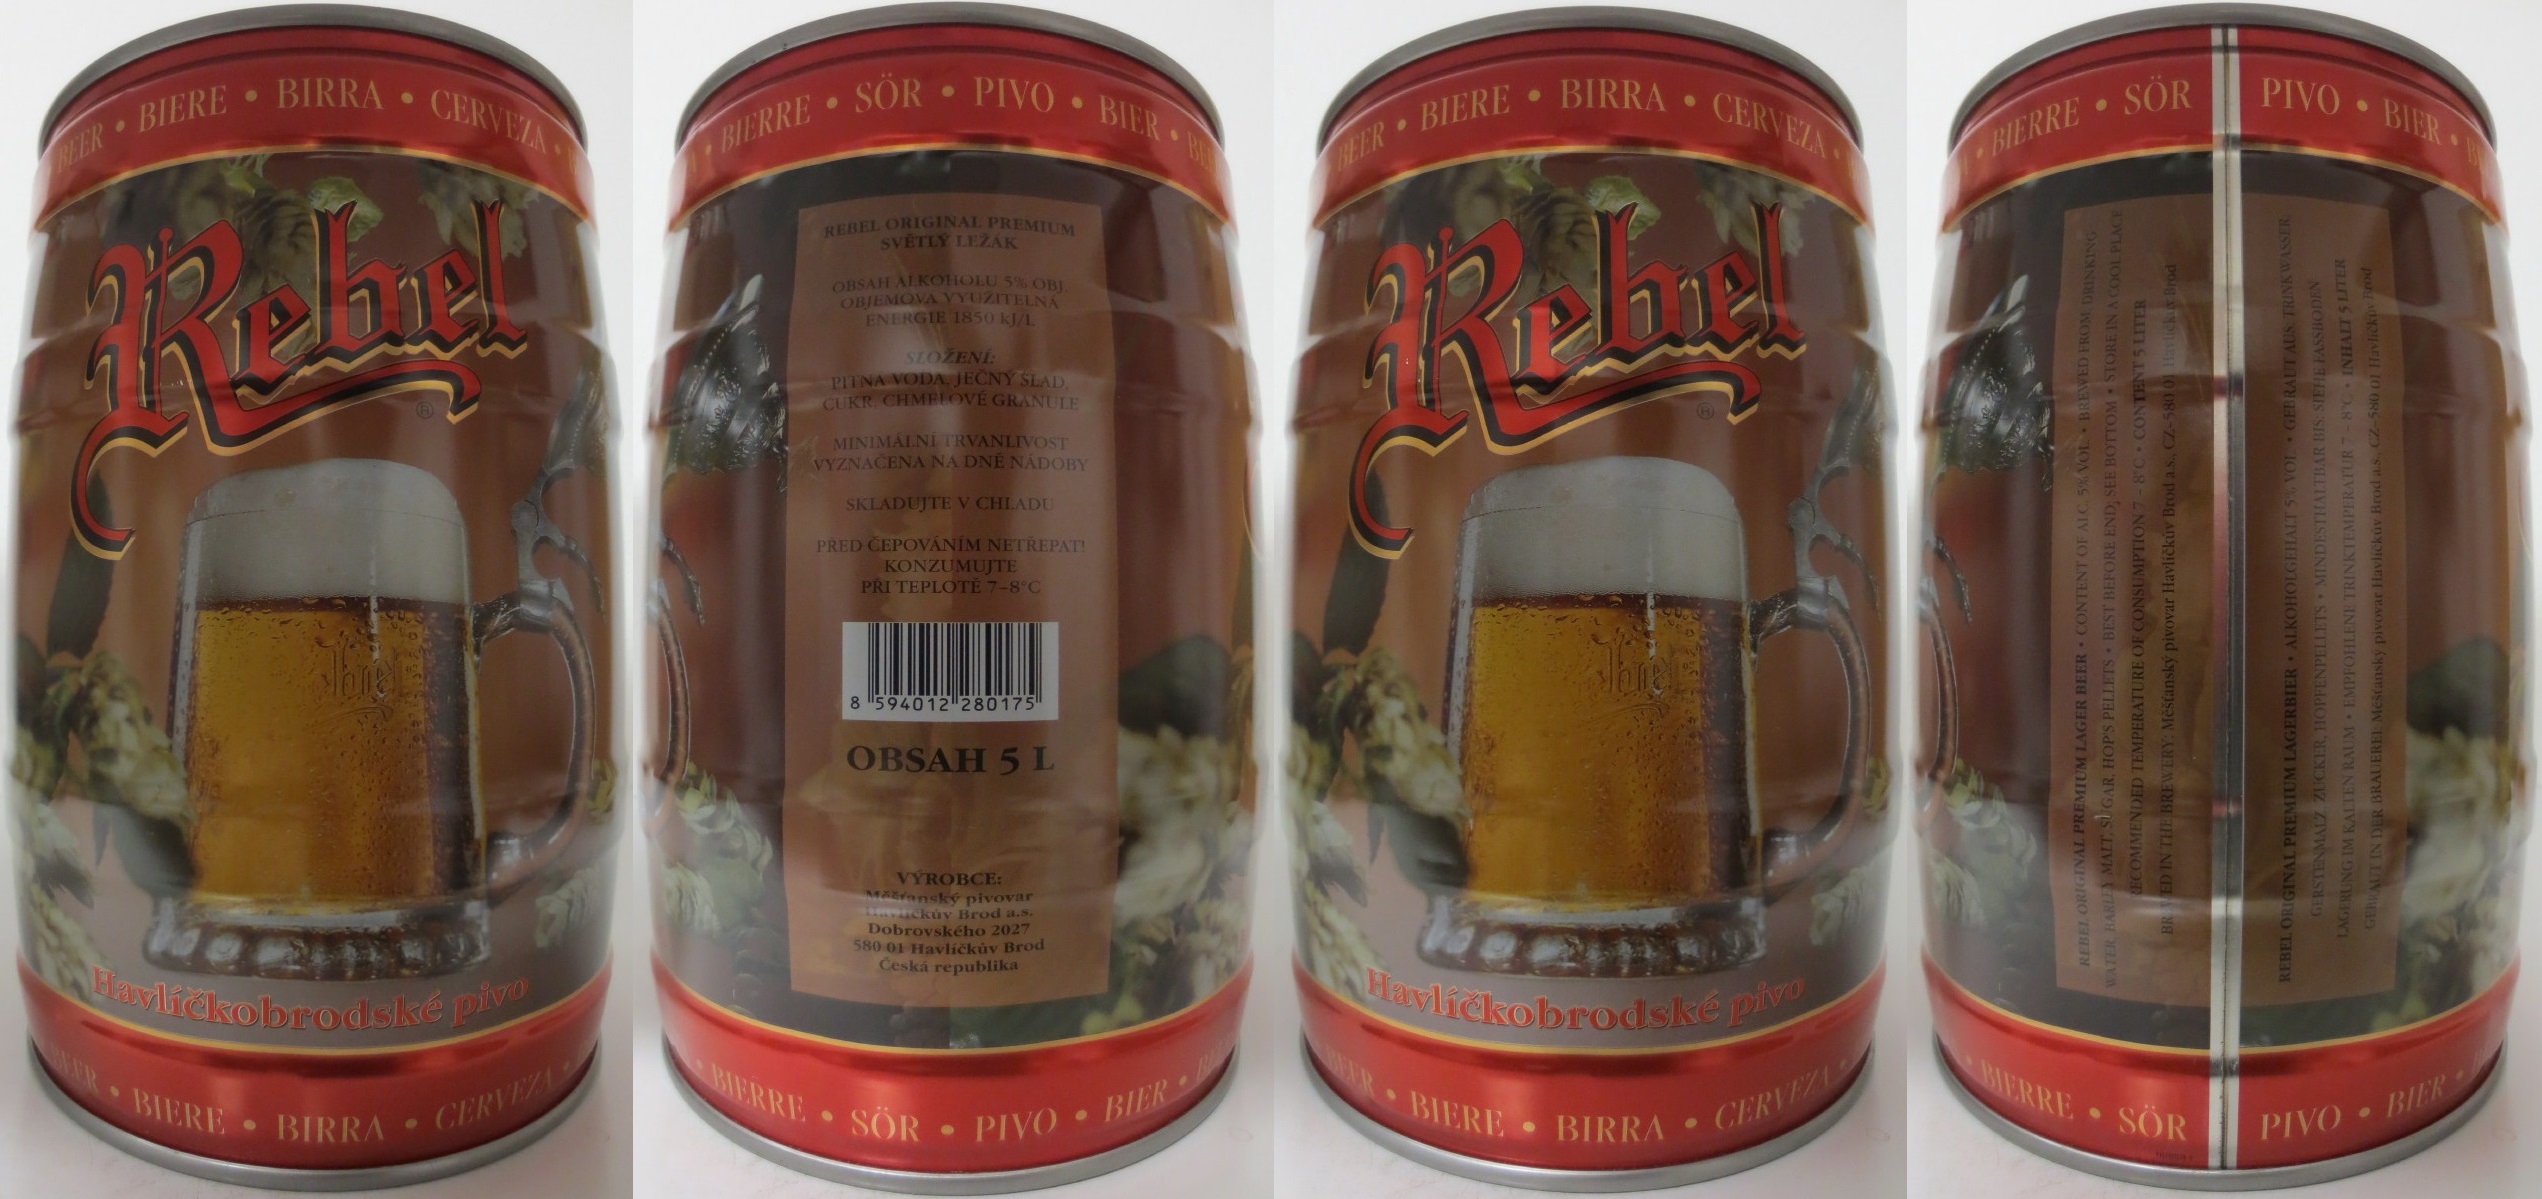 BEER • BIERE • BIRRA • CERVEZA •
Rebel
®
Havlíčkobrodské pivo
BEER • BIERE • BIRRA • CERVEZA
• BIERRE • SÖR • PIVO • BIER •
REBEL ORIGINAL PREMIUM
SVĚTLÝ LEŽÁK
OBSAH ALKOHOLU 5% OBJ.
OBJEMOVÁ VYUŽITELNÁ
ENERGIE 1850 kJ/L
SLOŽENÍ:
PITNÁ VODA, JEČNÝ SLAD,
CUKR, CHMELOVÉ GRANULE
MINIMÁLNÍ TRVANLIVOST
VYZNAČENA NA DNĚ NÁDOBY
SKLADUJTE V CHLADU
PŘED ČEPOVÁNÍM NETŘEPAT!
KONZUMUJTE
PŘI TEPLOTĚ 7–8°C
8 594012 280175
OBSAH 5 L
VÝROBCE:
Měšťanský pivovar
Havlíčkův Brod a.s.
Dobrovského 2027
580 01 Havlíčkův Brod
Česká republika
• BIERRE • SÖR • PIVO • BIER •
BEER • BIERE • BIRRA • CERVEZA •
Rebel
®
Havlíčkobrodské pivo
BEER • BIERE • BIRRA • CERVEZA
• BIERRE • SÖR PIVO • BIER •
REBEL ORIGINAL PREMIUM LAGER BEER • CONTENT OF ALC. 5% VOL. • BREWED FROM DRINKING
WATER, BARLY MALT, SUGAR, HOP'S PELLETS • BEST BEFORE END: SEE BOTTOM • STORE IN A COOL PLACE
RECOMMENDED TEMPERATURE OF CONSUMPTION 7 – 8°C • CONTENT 5 LITER
BREWED IN THE BREWERY: Měšťanský pivovar Havlíčkův Brod a.s., CZ–580 01 Havlíčkův Brod
REBEL ORIGINAL PREMIUM LAGERBIER • ALKOHOLGEHALT 5% VOL. • GEBRAUT ALS: TRINKWASSER
GERSTENMALZ, ZUCKER, HOPFENPELLETS • MINDESTHALTBAR BIS: SIEHE FASSBODEN
LAGERUNG IM KALTEN RAUM • EMPFOHLENE TRINKTEMPERATUR 7 – 8°C • INHALT 5 LITER
GEBRAUT IN DER BRAUEREI: Měšťanský pivovar Havlíčkův Brod a.s., CZ–580 01 Havlíčkův Brod
• BIERRE • SÖR PIVO • BIER •